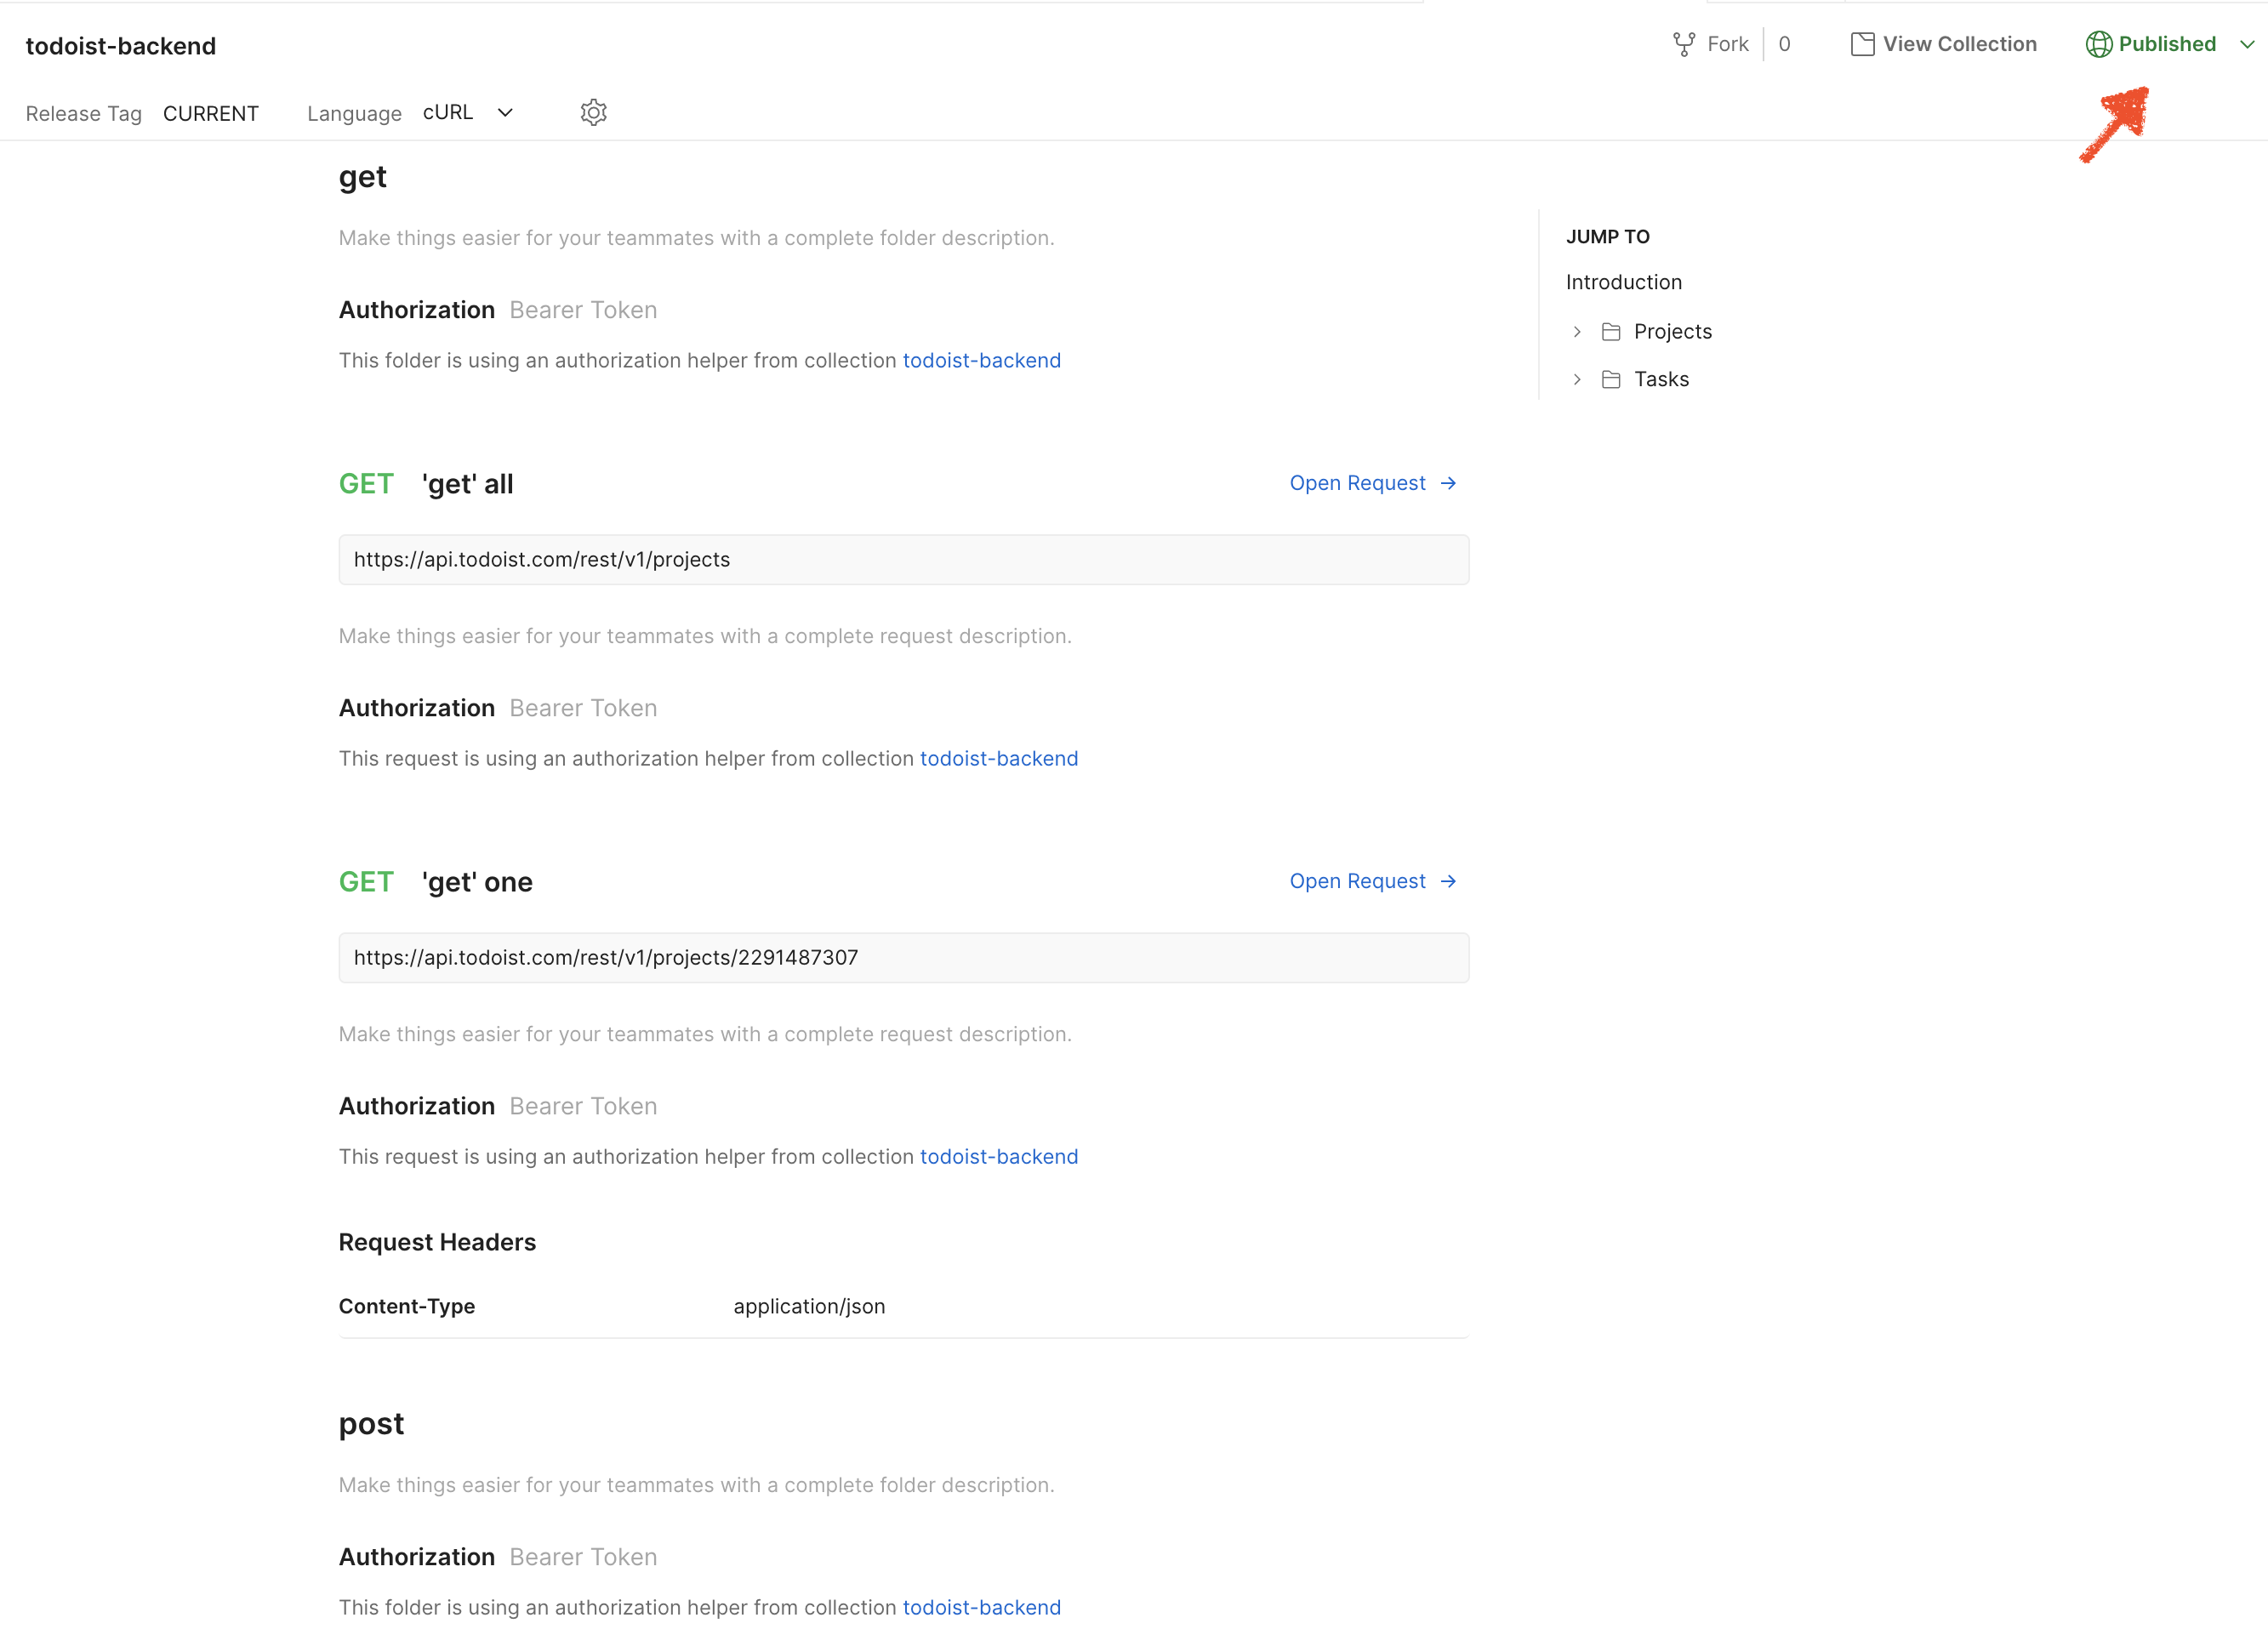 todoist-backend
Fork 0 View Collection Published
Release Tag CURRENT Language cURL
get
Make things easier for your teammates with a complete folder description.
Authorization Bearer Token
This folder is using an authorization helper from collection todoist-backend
JUMP TO
Introduction
Projects
Tasks
GET 'get' all Open Request →
https://api.todoist.com/rest/v1/projects
Make things easier for your teammates with a complete request description.
Authorization Bearer Token
This request is using an authorization helper from collection todoist-backend
GET 'get' one Open Request →
https://api.todoist.com/rest/v1/projects/2291487307
Make things easier for your teammates with a complete request description.
Authorization Bearer Token
This request is using an authorization helper from collection todoist-backend
Request Headers
Content-Type application/json
post
Make things easier for your teammates with a complete folder description.
Authorization Bearer Token
This folder is using an authorization helper from collection todoist-backend